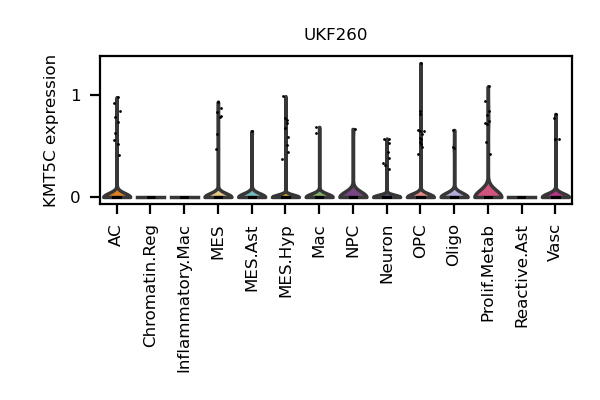 UKF260
KMT5C expression
1
0
AC
Chromatin.Reg
Inflammatory.Mac
MES
MES.Ast
MES.Hyp
Mac
NPC
Neuron
OPC
Oligo
Prolif.Metab
Reactive.Ast
Vasc